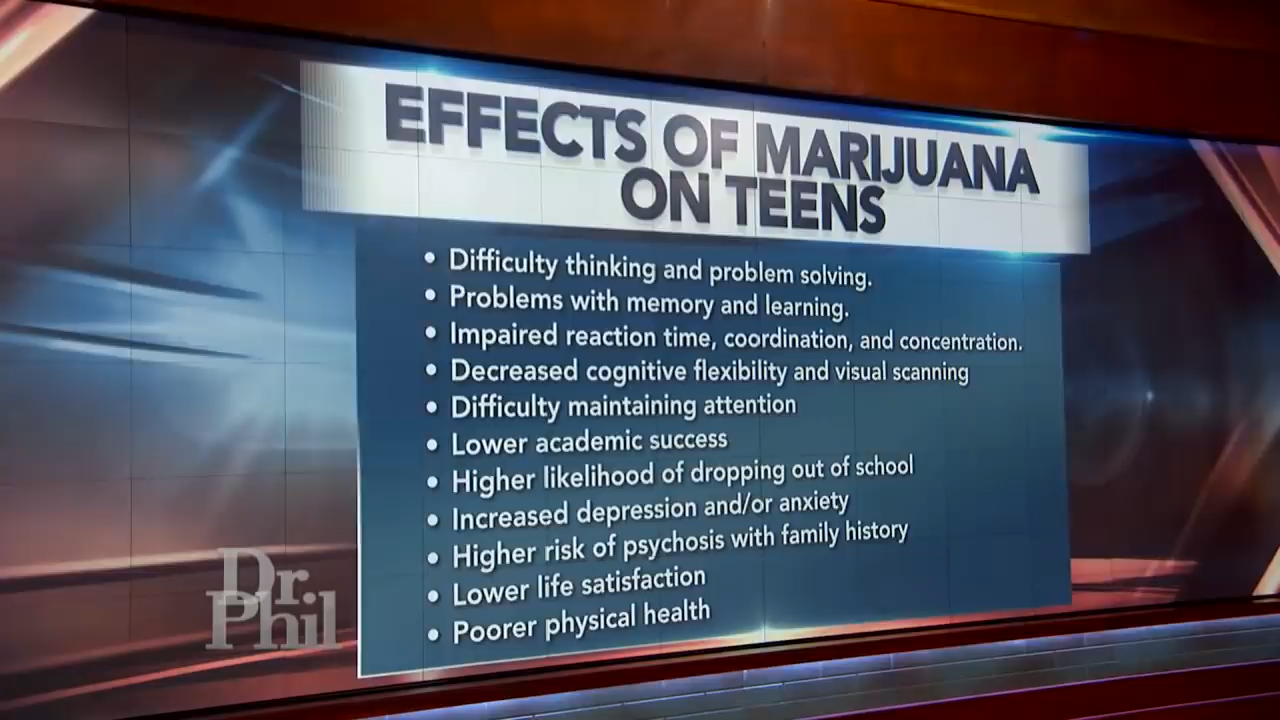 EFFECTS OF MARIJUANA
ON TEENS
• Difficulty thinking and problem solving.
• Problems with memory and learning.
• Impaired reaction time, coordination, and concentration.
• Decreased cognitive flexibility and visual scanning
• Difficulty maintaining attention
• Lower academic success
• Higher likelihood of dropping out of school
• Increased depression and/or anxiety
• Higher risk of psychosis with family history
• Lower life satisfaction
• Poorer physical health
Dr.
Phil